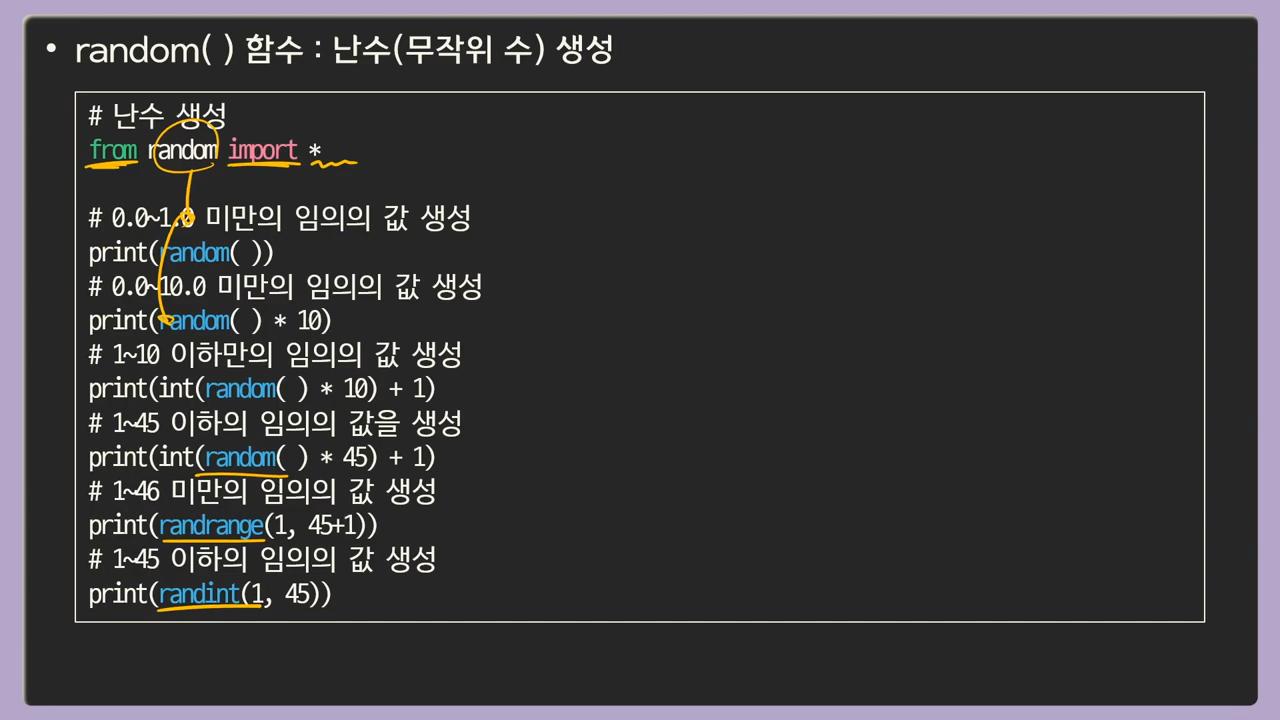 • random( ) 함수 : 난수(무작위 수) 생성
# 난수 생성
from random import *
# 0.0~1.0 미만의 임의의 값 생성
print(random( ))
# 0.0~10.0 미만의 임의의 값 생성
print(random( ) * 10)
# 1~10 이하만의 임의의 값 생성
print(int(random( ) * 10) + 1)
# 1~45 이하의 임의의 값을 생성
print(int(random( ) * 45) + 1)
# 1~46 미만의 임의의 값 생성
print(randrange(1, 45+1))
# 1~45 이하의 임의의 값 생성
print(randint(1, 45))